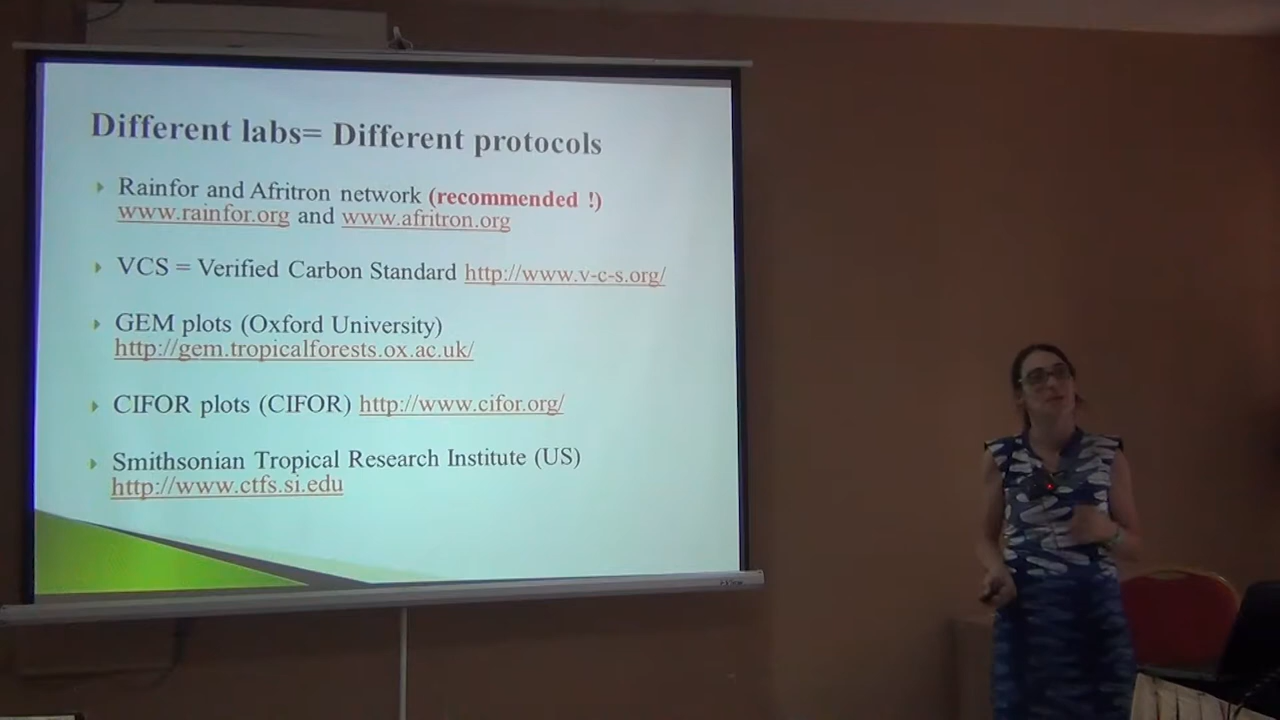 Different labs= Different protocols
Rainfor and Afritron network (recommended !)
www.rainfor.org and www.afritron.org
VCS = Verified Carbon Standard http://www.v-c-s.org/
GEM plots (Oxford University)
http://gem.tropicalforests.ox.ac.uk/
CIFOR plots (CIFOR) http://www.cifor.org/
Smithsonian Tropical Research Institute (US)
http://www.ctfs.si.edu